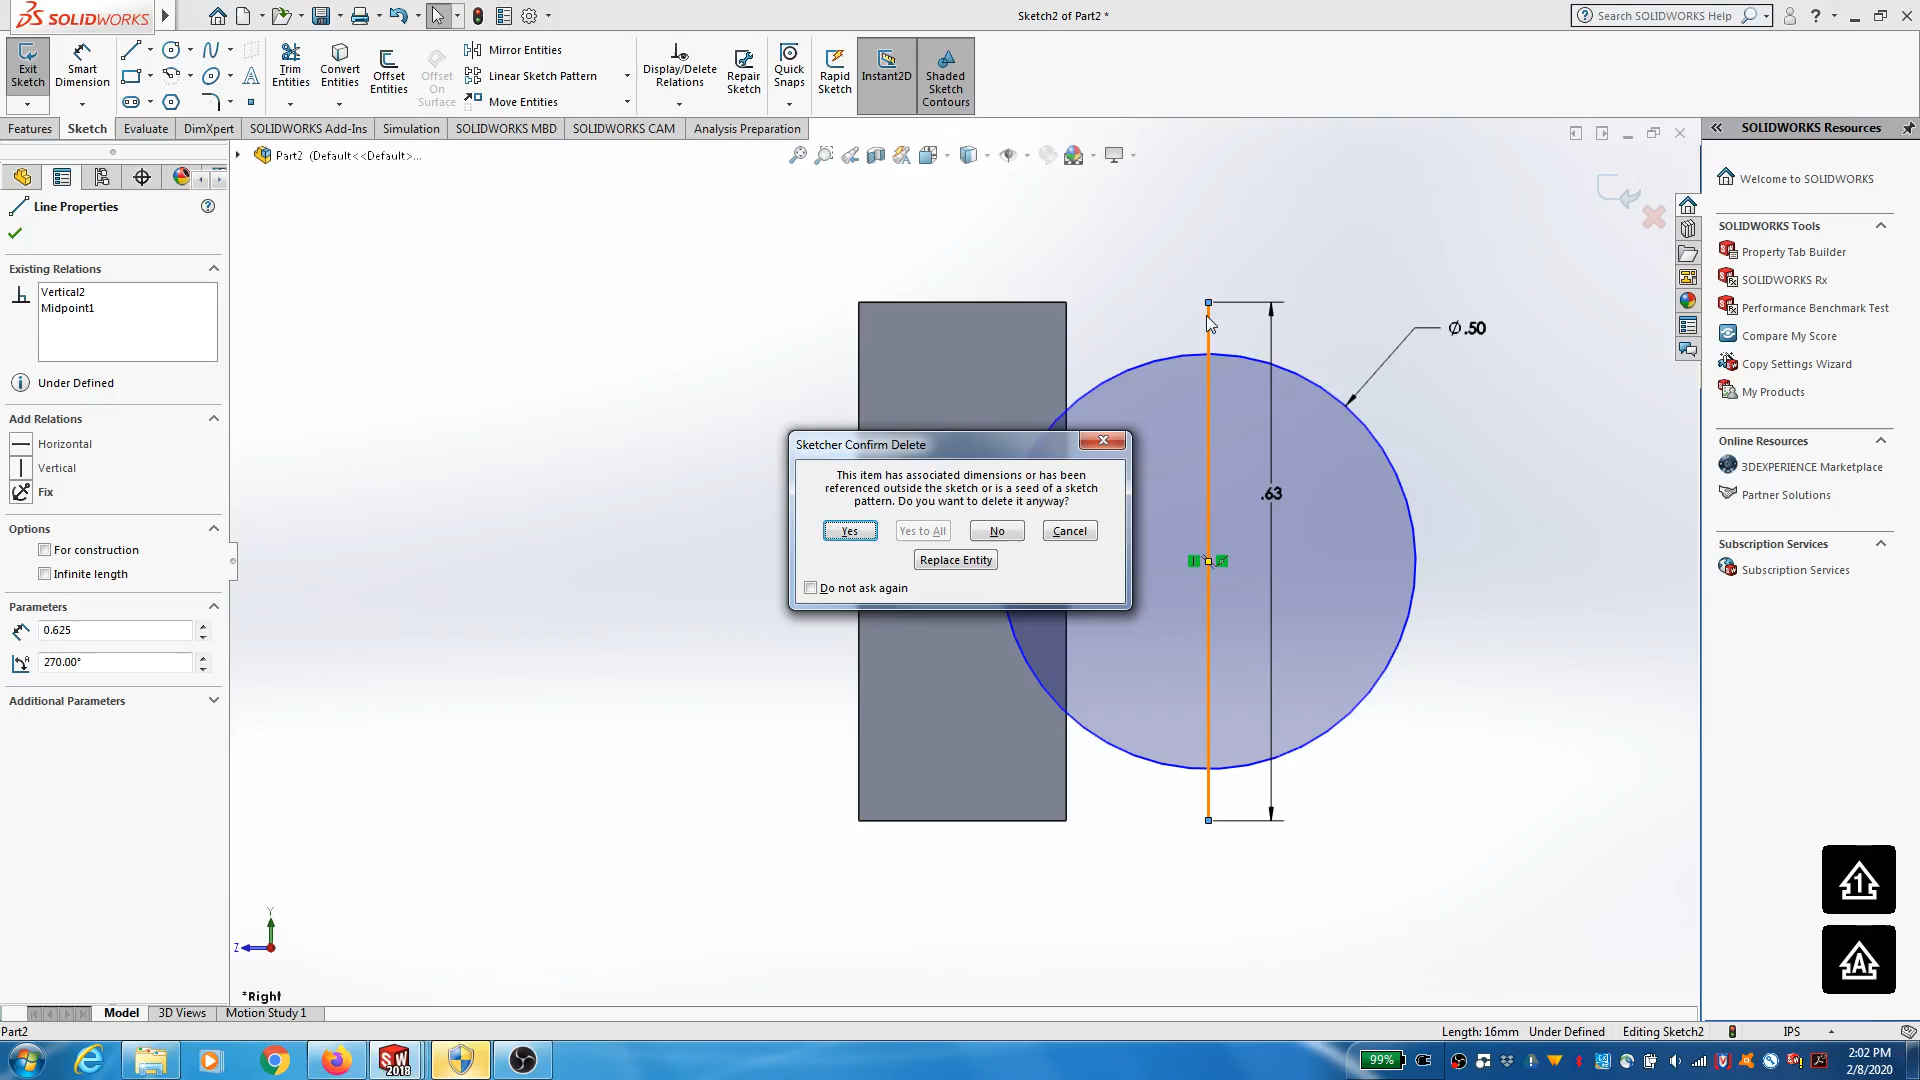 SOLIDWORKS
Sketch2 of Part2 *
Search SOLIDWORKS Help
Exit Sketch
Smart Dimension
Trim Entities
Convert Entities
Offset Entities
Offset On Surface
Mirror Entities
Linear Sketch Pattern
Move Entities
Display/Delete Relations
Repair Sketch
Quick Snaps
Rapid Sketch
Instant2D
Shaded Sketch Contours
Features
Sketch
Evaluate
DimXpert
SOLIDWORKS Add-Ins
Simulation
SOLIDWORKS MBD
SOLIDWORKS CAM
Analysis Preparation
Part2 (Default<<Default>...
Line Properties
Existing Relations
Vertical2
Midpoint1
Under Defined
Add Relations
Horizontal
Vertical
Fix
Options
For construction
Infinite length
Parameters
0.625
270.00°
Additional Parameters
Ø.50
.63
Sketcher Confirm Delete
This item has associated dimensions or has been
referenced outside the sketch or is a seed of a sketch
pattern. Do you want to delete it anyway?
Yes
Yes to All
No
Cancel
Replace Entity
Do not ask again
Y
Z
*Right
SOLIDWORKS Resources
Welcome to SOLIDWORKS
SOLIDWORKS Tools
Property Tab Builder
SOLIDWORKS Rx
Performance Benchmark Test
Compare My Score
Copy Settings Wizard
My Products
Online Resources
3DEXPERIENCE Marketplace
Partner Solutions
Subscription Services
Subscription Services
1
A
Model
3D Views
Motion Study 1
Part2
Length: 16mm
Under Defined
Editing Sketch2
IPS
SW
2018
99%
2:02 PM
2/8/2020